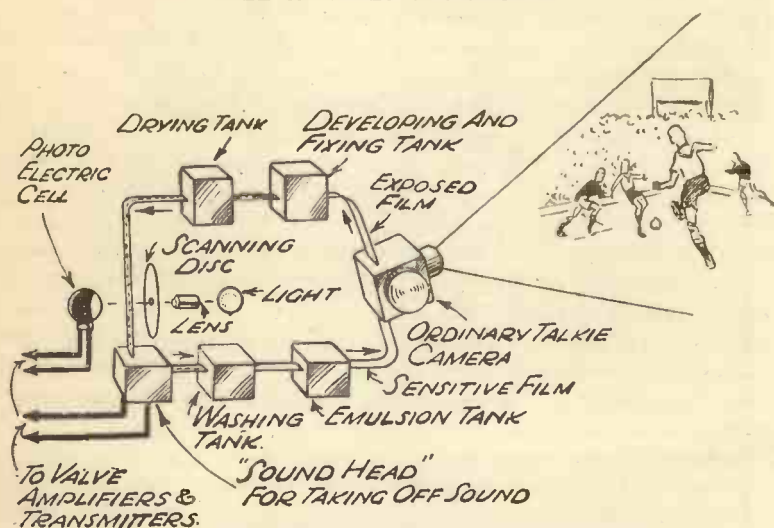 DRYING TANK
DEVELOPING AND
FIXING TANK
PHOTO
ELECTRIC
CELL
EXPOSED
FILM
SCANNING
DISC
LIGHT
LENS
ORDINARY TALKIE
CAMERA
SENSITIVE FILM
WASHING
TANK.
EMULSION TANK
"SOUND HEAD"
FOR TAKING OFF SOUND
TO VALVE
AMPLIFIERS &
TRANSMITTERS.